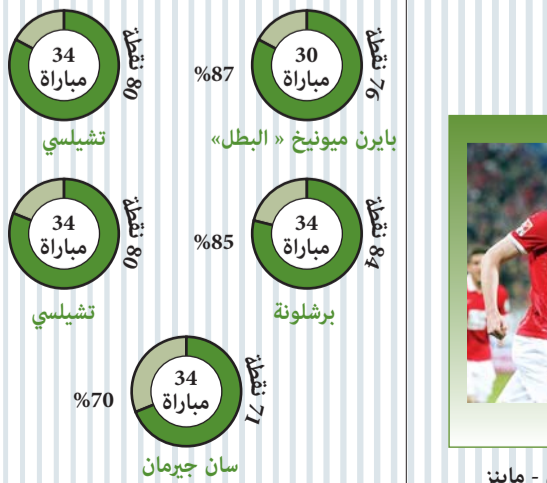 30
مباراة
76 نقطة
%87
بايرن ميونيخ « البطل»
34
مباراة
80 نقطة
تشيلسي
34
مباراة
84 نقطة
%85
برشلونة
34
مباراة
80 نقطة
تشيلسي
34
مباراة
71 نقطة
%70
سان جيرمان
- ماينز